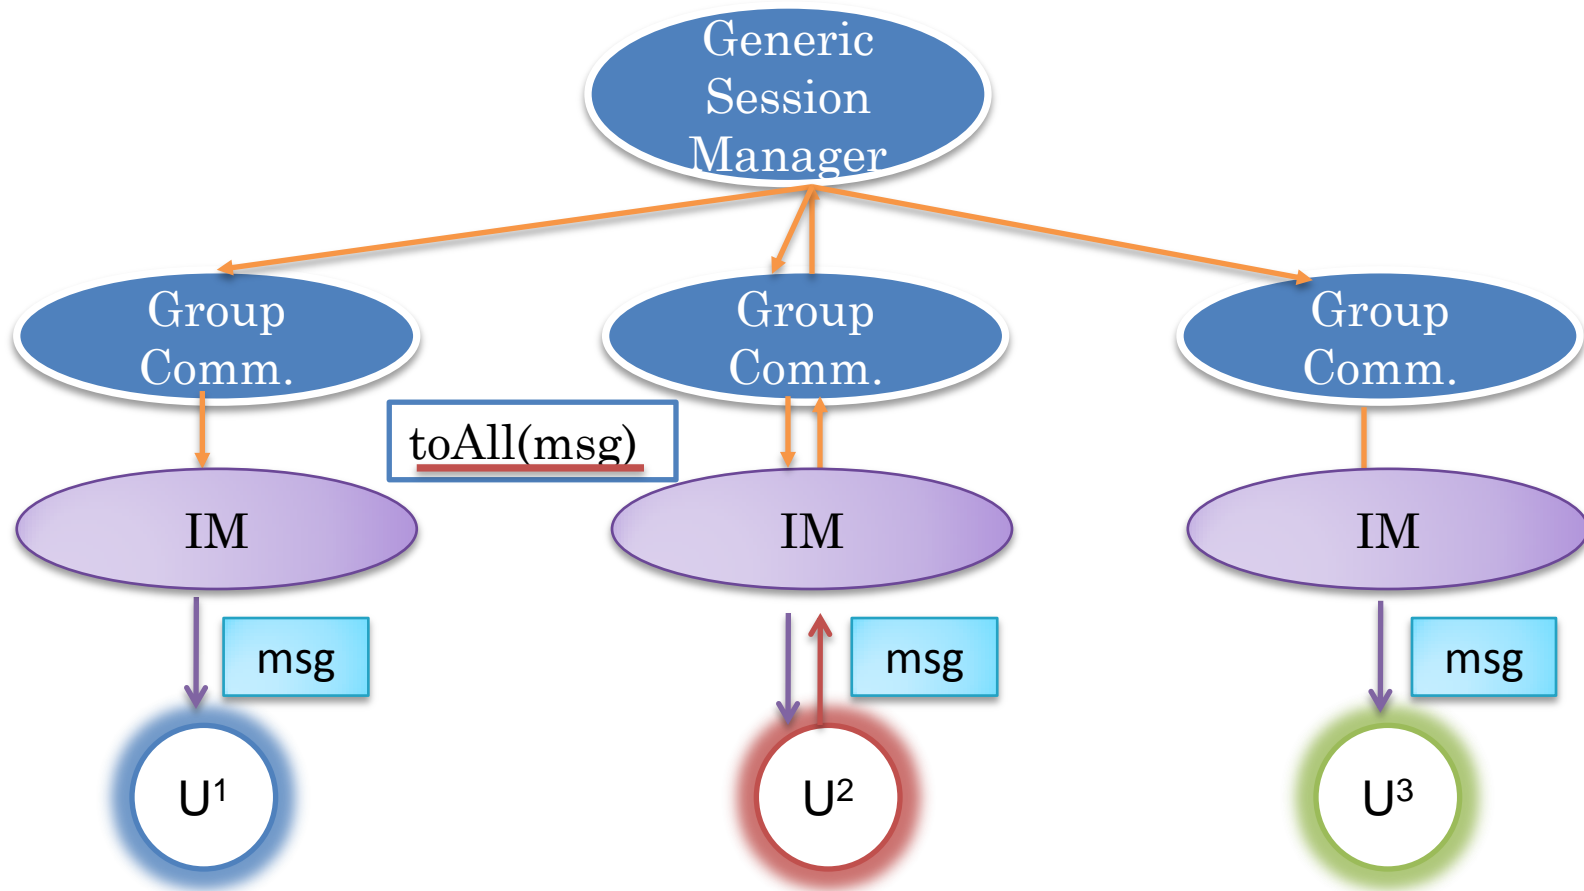 Generic
Session
Manager
Group
Comm.
Group
Comm.
Group
Comm.
toAll(msg)
IM
IM
IM
msg
msg
msg
U¹
U²
U³